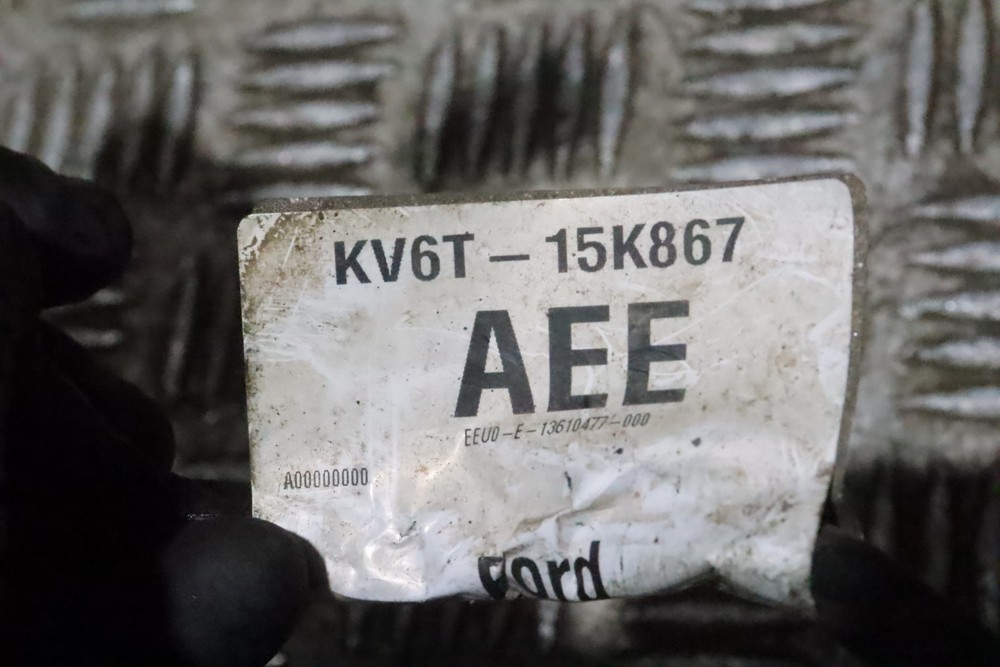 KV6T – 15K867
AEE
EEU0-E-13610477-000
A00000000
Ford